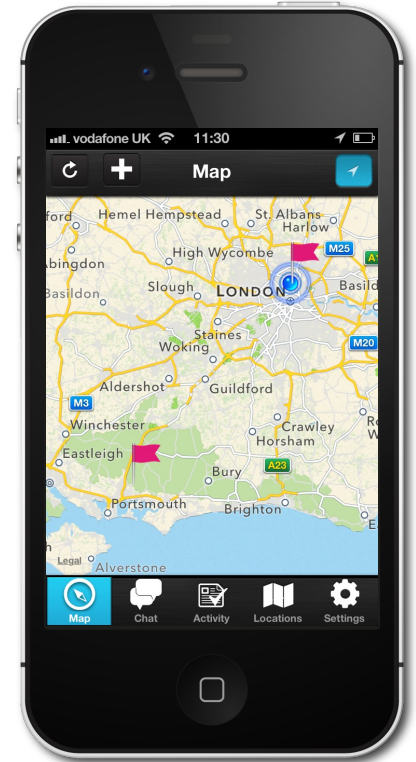 vodafone UK 11:30
Map
ford Hemel Hempstead St. Albans
Harlow
High Wycombe M25
bingdon
Basildon Slough LONDON Basild
Staines
Woking M20
Aldershot Guildford
M3
Winchester Crawley
Horsham
Eastleigh A23
Bury
Portsmouth Brighton
Legal Alverstone
Map Chat Activity Locations Settings